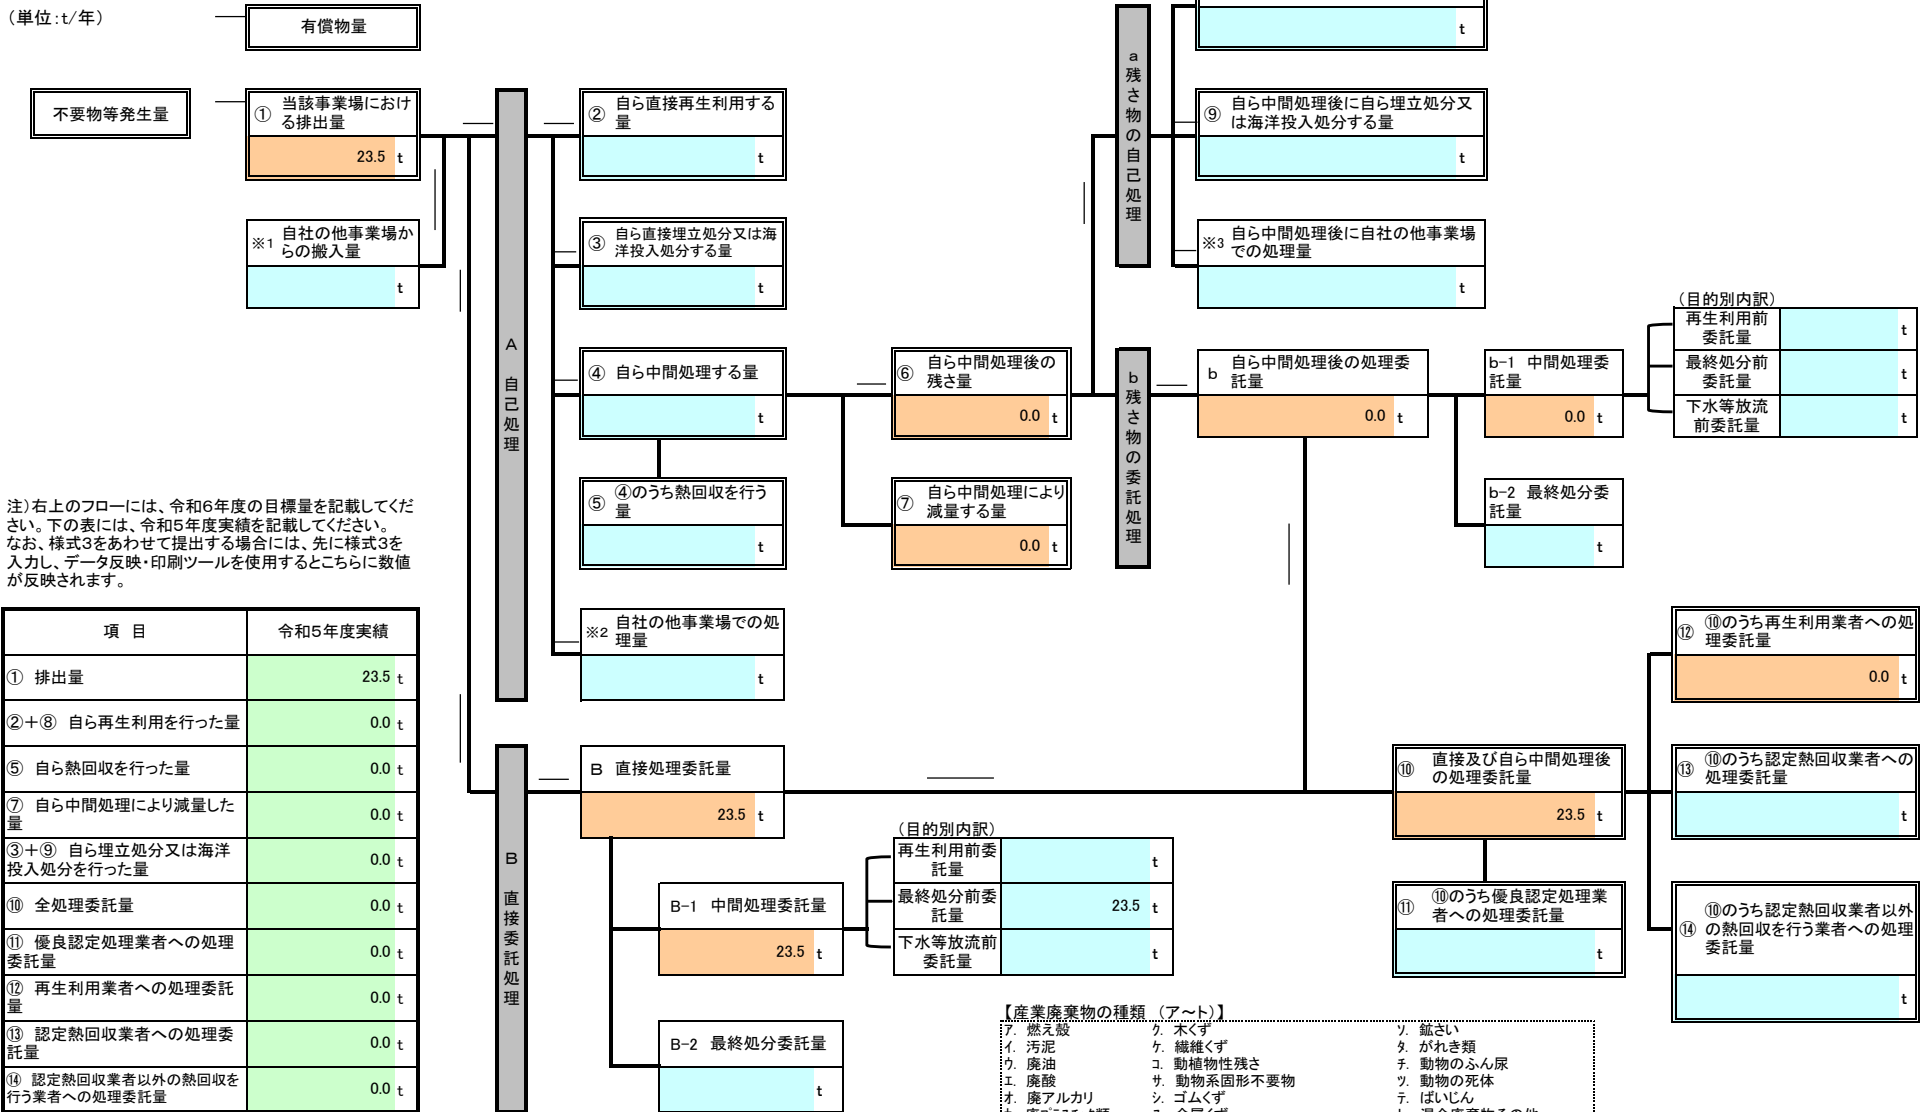 （単位：t/年）
有償物量
不要物等発生量
① 当該事業場におけ
る排出量
23.5 t
※1 自社の他事業場か
らの搬入量
t
A 自己処理
② 自ら直接再生利用する
量
t
③ 自ら直接埋立処分又は海
洋投入処分する量
t
④ 自ら中間処理する量
t
⑤ ④のうち熱回収を行う
量
t
※2 自社の他事業場での処
理量
t
⑥ 自ら中間処理後の
残さ量
0.0 t
⑦ 自ら中間処理により
減量する量
0.0 t
a 残さ物の自己処理
t
⑨ 自ら中間処理後に自ら埋立処分又
は海洋投入処分する量
t
※3 自ら中間処理後に自社の他事業場
での処理量
t
b 残さ物の委託処理
b 自ら中間処理後の処理委
託量
0.0 t
b-1 中間処理委
託量
0.0 t
（目的別内訳）
再生利用前
委託量
t
最終処分前
委託量
t
下水等放流
前委託量
t
b-2 最終処分委
託量
t
注）右上のフローには、令和６年度の目標量を記載してくだ
さい。下の表には、令和５年度実績を記載してください。
なお、様式３をあわせて提出する場合には、先に様式３を
入力し、データ反映・印刷ツールを使用するとこちらに数値
が反映されます。
項 目 令和５年度実績
① 排出量 23.5 t
②＋⑧ 自ら再生利用を行った量 0.0 t
⑤ 自ら熱回収を行った量 0.0 t
⑦ 自ら中間処理により減量した
量 0.0 t
③＋⑨ 自ら埋立処分又は海洋
投入処分を行った量 0.0 t
⑩ 全処理委託量 0.0 t
⑪ 優良認定処理業者への処理
委託量 0.0 t
⑫ 再生利用業者への処理委託
量 0.0 t
⑬ 認定熱回収業者への処理委
託量 0.0 t
⑭ 認定熱回収業者以外の熱回収を
行う業者への処理委託量 0.0 t
B 直接委託処理
B 直接処理委託量
23.5 t
B-1 中間処理委託量
23.5 t
（目的別内訳）
再生利用前委
託量
t
最終処分前委
託量
23.5 t
下水等放流前
委託量
t
B-2 最終処分委託量
t
⑩ 直接及び自ら中間処理後
の処理委託量
23.5 t
⑪ ⑩のうち優良認定処理業
者への処理委託量
t
⑫ ⑩のうち再生利用業者への処
理委託量
0.0 t
⑬ ⑩のうち認定熱回収業者への
処理委託量
t
⑭ ⑩のうち認定熱回収業者以外
の熱回収を行う業者への処理
委託量
t
【産業廃棄物の種類 （ア～ト）】
ア. 燃え殻 ク. 木くず ソ. 鉱さい
イ. 汚泥 ケ. 繊維くず タ. がれき類
ウ. 廃油 コ. 動植物性残さ チ. 動物のふん尿
エ. 廃酸 サ. 動物系固形不要物 ツ. 動物の死体
オ. 廃アルカリ シ. ゴムくず テ. ばいじん